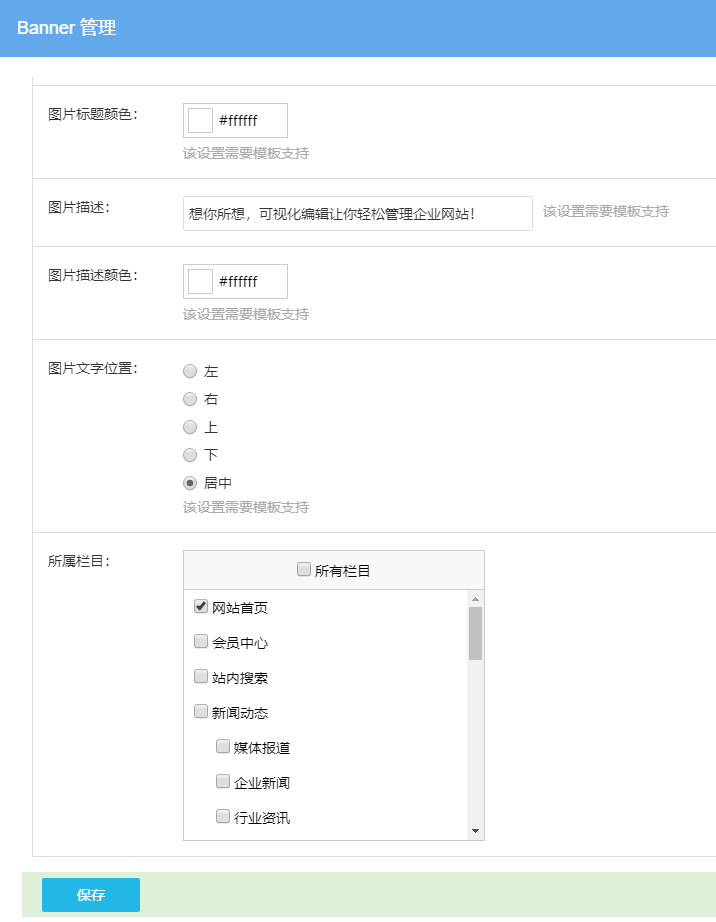 Banner 管理
图片标题颜色：
#ffffff
该设置需要模板支持
图片描述：
想你所想，可视化编辑让你轻松管理企业网站！
该设置需要模板支持
图片描述颜色：
#ffffff
该设置需要模板支持
图片文字位置：
左
右
上
下
居中
该设置需要模板支持
所属栏目：
所有栏目
网站首页
会员中心
站内搜索
新闻动态
媒体报道
企业新闻
行业资讯
保存